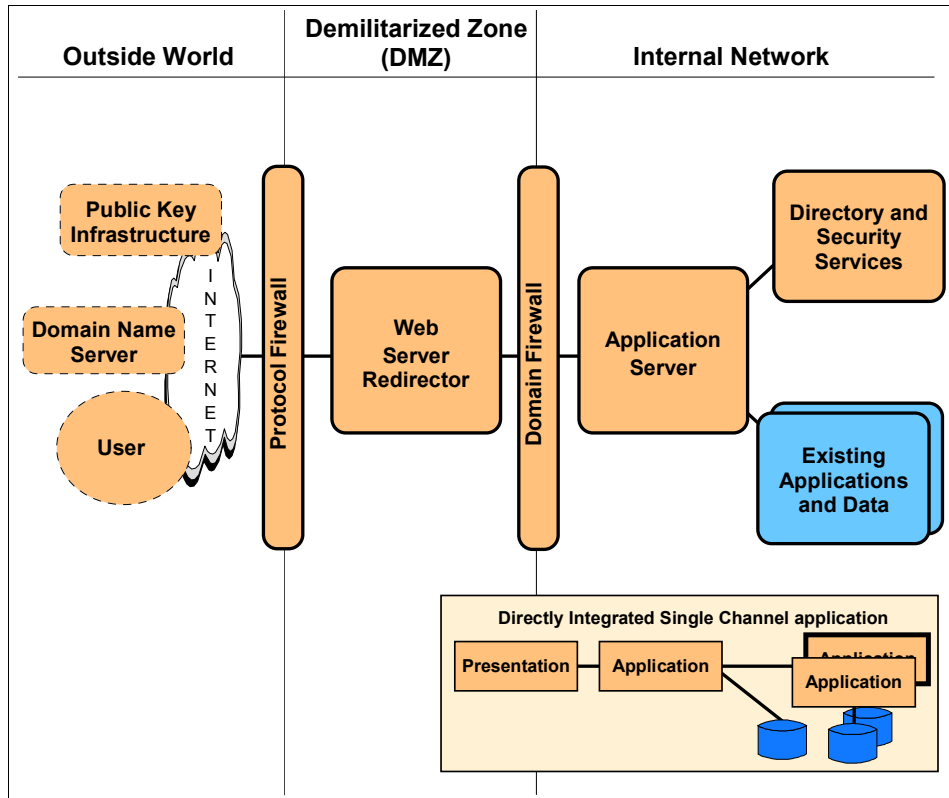 Outside World
Demilitarized Zone
(DMZ)
Internal Network
Public Key
Infrastructure
Domain Name
Server
User
INTERNET
Protocol Firewall
Web
Server
Redirector
Domain Firewall
Application
Server
Directory and
Security
Services
Existing
Applications
and Data
Directly Integrated Single Channel application
Presentation
Application
Application
Application